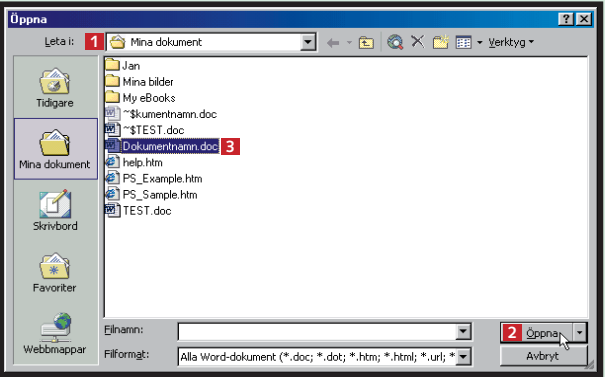 Öppna
Leta i: 1 Mina dokument Verktyg
Tidigare
Mina dokument
Skrivbord
Favoriter
Webbmappar
Jan
Mina bilder
My eBooks
~$kumentnamn.doc
~$TEST.doc
Dokumentnamn.doc 3
help.htm
PS_Example.htm
PS_Sample.htm
TEST.doc
Filnamn: 2 Öppna
Filformat: Alla Word-dokument (*.doc; *.dot; *.htm; *.html; *.url; * Avbryt